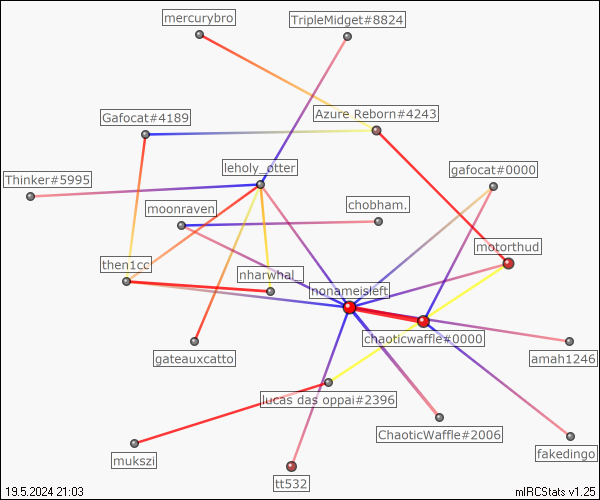 mercurybro
TripleMidget#8824
Gafocat#4189
Azure Reborn#4243
leholy_otter
gafocat#0000
Thinker#5995
moonraven
chobham.
motorthud
then1cc
nharwhal_
nonameisleft
chaoticwaffle#0000
gateauxcatto
amah1246
lucas das oppai#2396
ChaoticWaffle#2006
mukszi
fakedingo
tt532
19.5.2024 21:03
mIRCStats v1.25